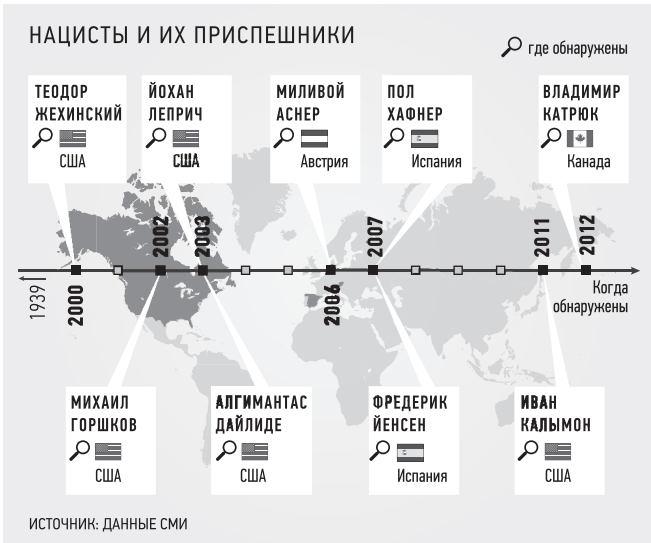 НАЦИСТЫ И ИХ ПРИСПЕШНИКИ
где обнаружены
ТЕОДОР
ЖЕХИНСКИЙ
США
ЙОХАН
ЛЕПРИЧ
США
МИЛИВОЙ
АСНЕР
Австрия
ПОЛ
ХАФНЕР
Испания
ВЛАДИМИР
КАТРЮК
Канада
1939
2000
2002
2003
2006
2007
2011
2012
Когда
обнаружены
МИХАИЛ
ГОРШКОВ
США
АЛГИМАНТАС
ДАЙЛИДЕ
США
ФРЕДЕРИК
ЙЕНСЕН
Испания
ИВАН
КАЛЫМОН
США
ИСТОЧНИК: ДАННЫЕ СМИ